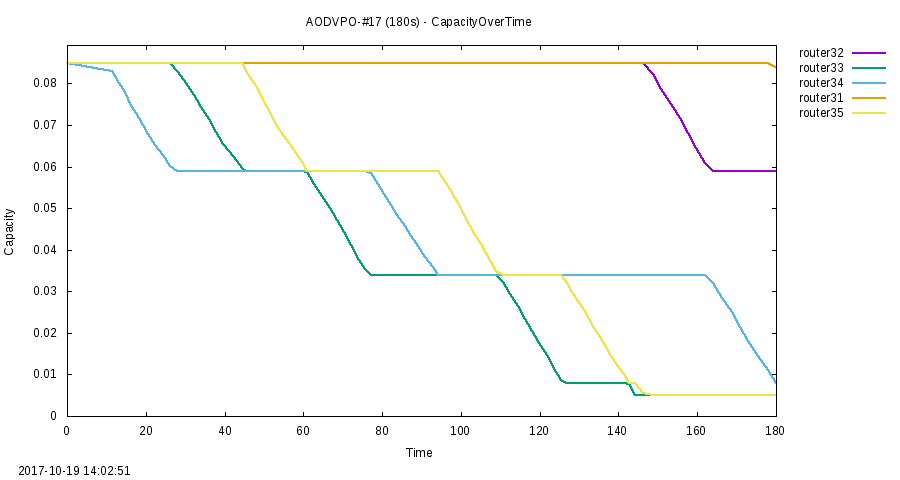 AODVPO-#17 (180s) - CapacityOverTime
router32
router33
router34
router31
router35
0.08
0.07
0.06
0.05
0.04
0.03
0.02
0.01
0
Capacity
0 20 40 60 80 100 120 140 160 180
Time
2017-10-19 14:02:51